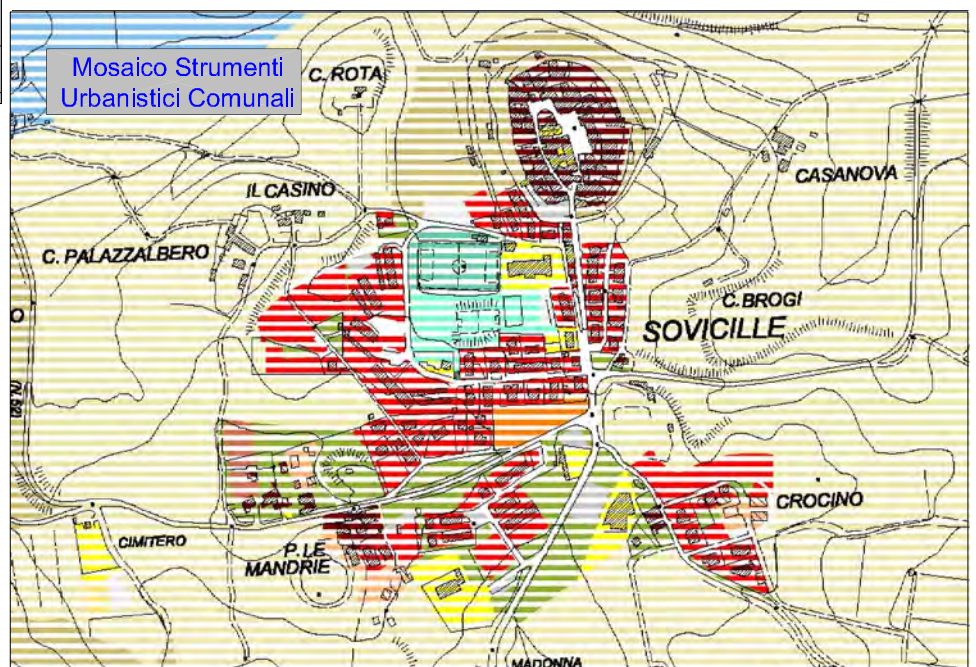 Mosaico Strumenti
Urbanistici Comunali
C. ROTA
CASANOVA
IL CASINO
C. PALAZZALBERO
C. BROGI
SOVICILLE
CROCINO
CIMITERO
P. LE
MANDRIE
MADONNA